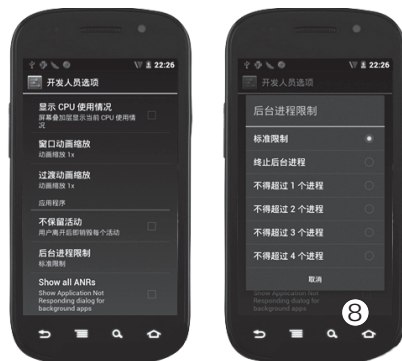 22:26
开发人员选项
显示 CPU 使用情况
屏幕叠加层显示当前 CPU 使用情
况
窗口动画缩放
动画缩放 1x
过渡动画缩放
动画缩放 1x
应用程序
不保留活动
用户离开后即销毁每个活动
后台进程限制
标准限制
Show all ANRs
Show Application Not
Responding dialog for
background apps
22:26
开发人员选项
后台进程限制
标准限制
终止后台进程
不得超过 1 个进程
不得超过 2 个进程
不得超过 3 个进程
不得超过 4 个进程
取消
Show Application Not
Responding dialog for
background apps
⑧